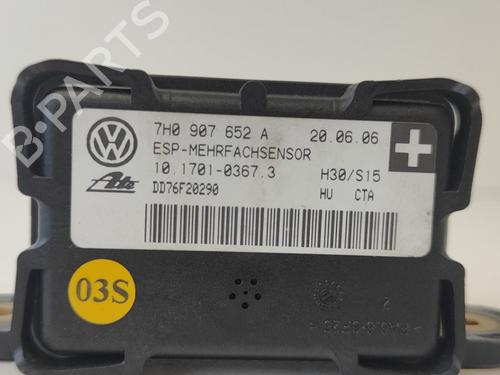 B-PARTS
7H0 907 652 A 20.06.06
ESP-MEHRFACHSENSOR
10.1701-0367.3 H30/S15
DD76F20290 HU CTA
Ate
03S
2